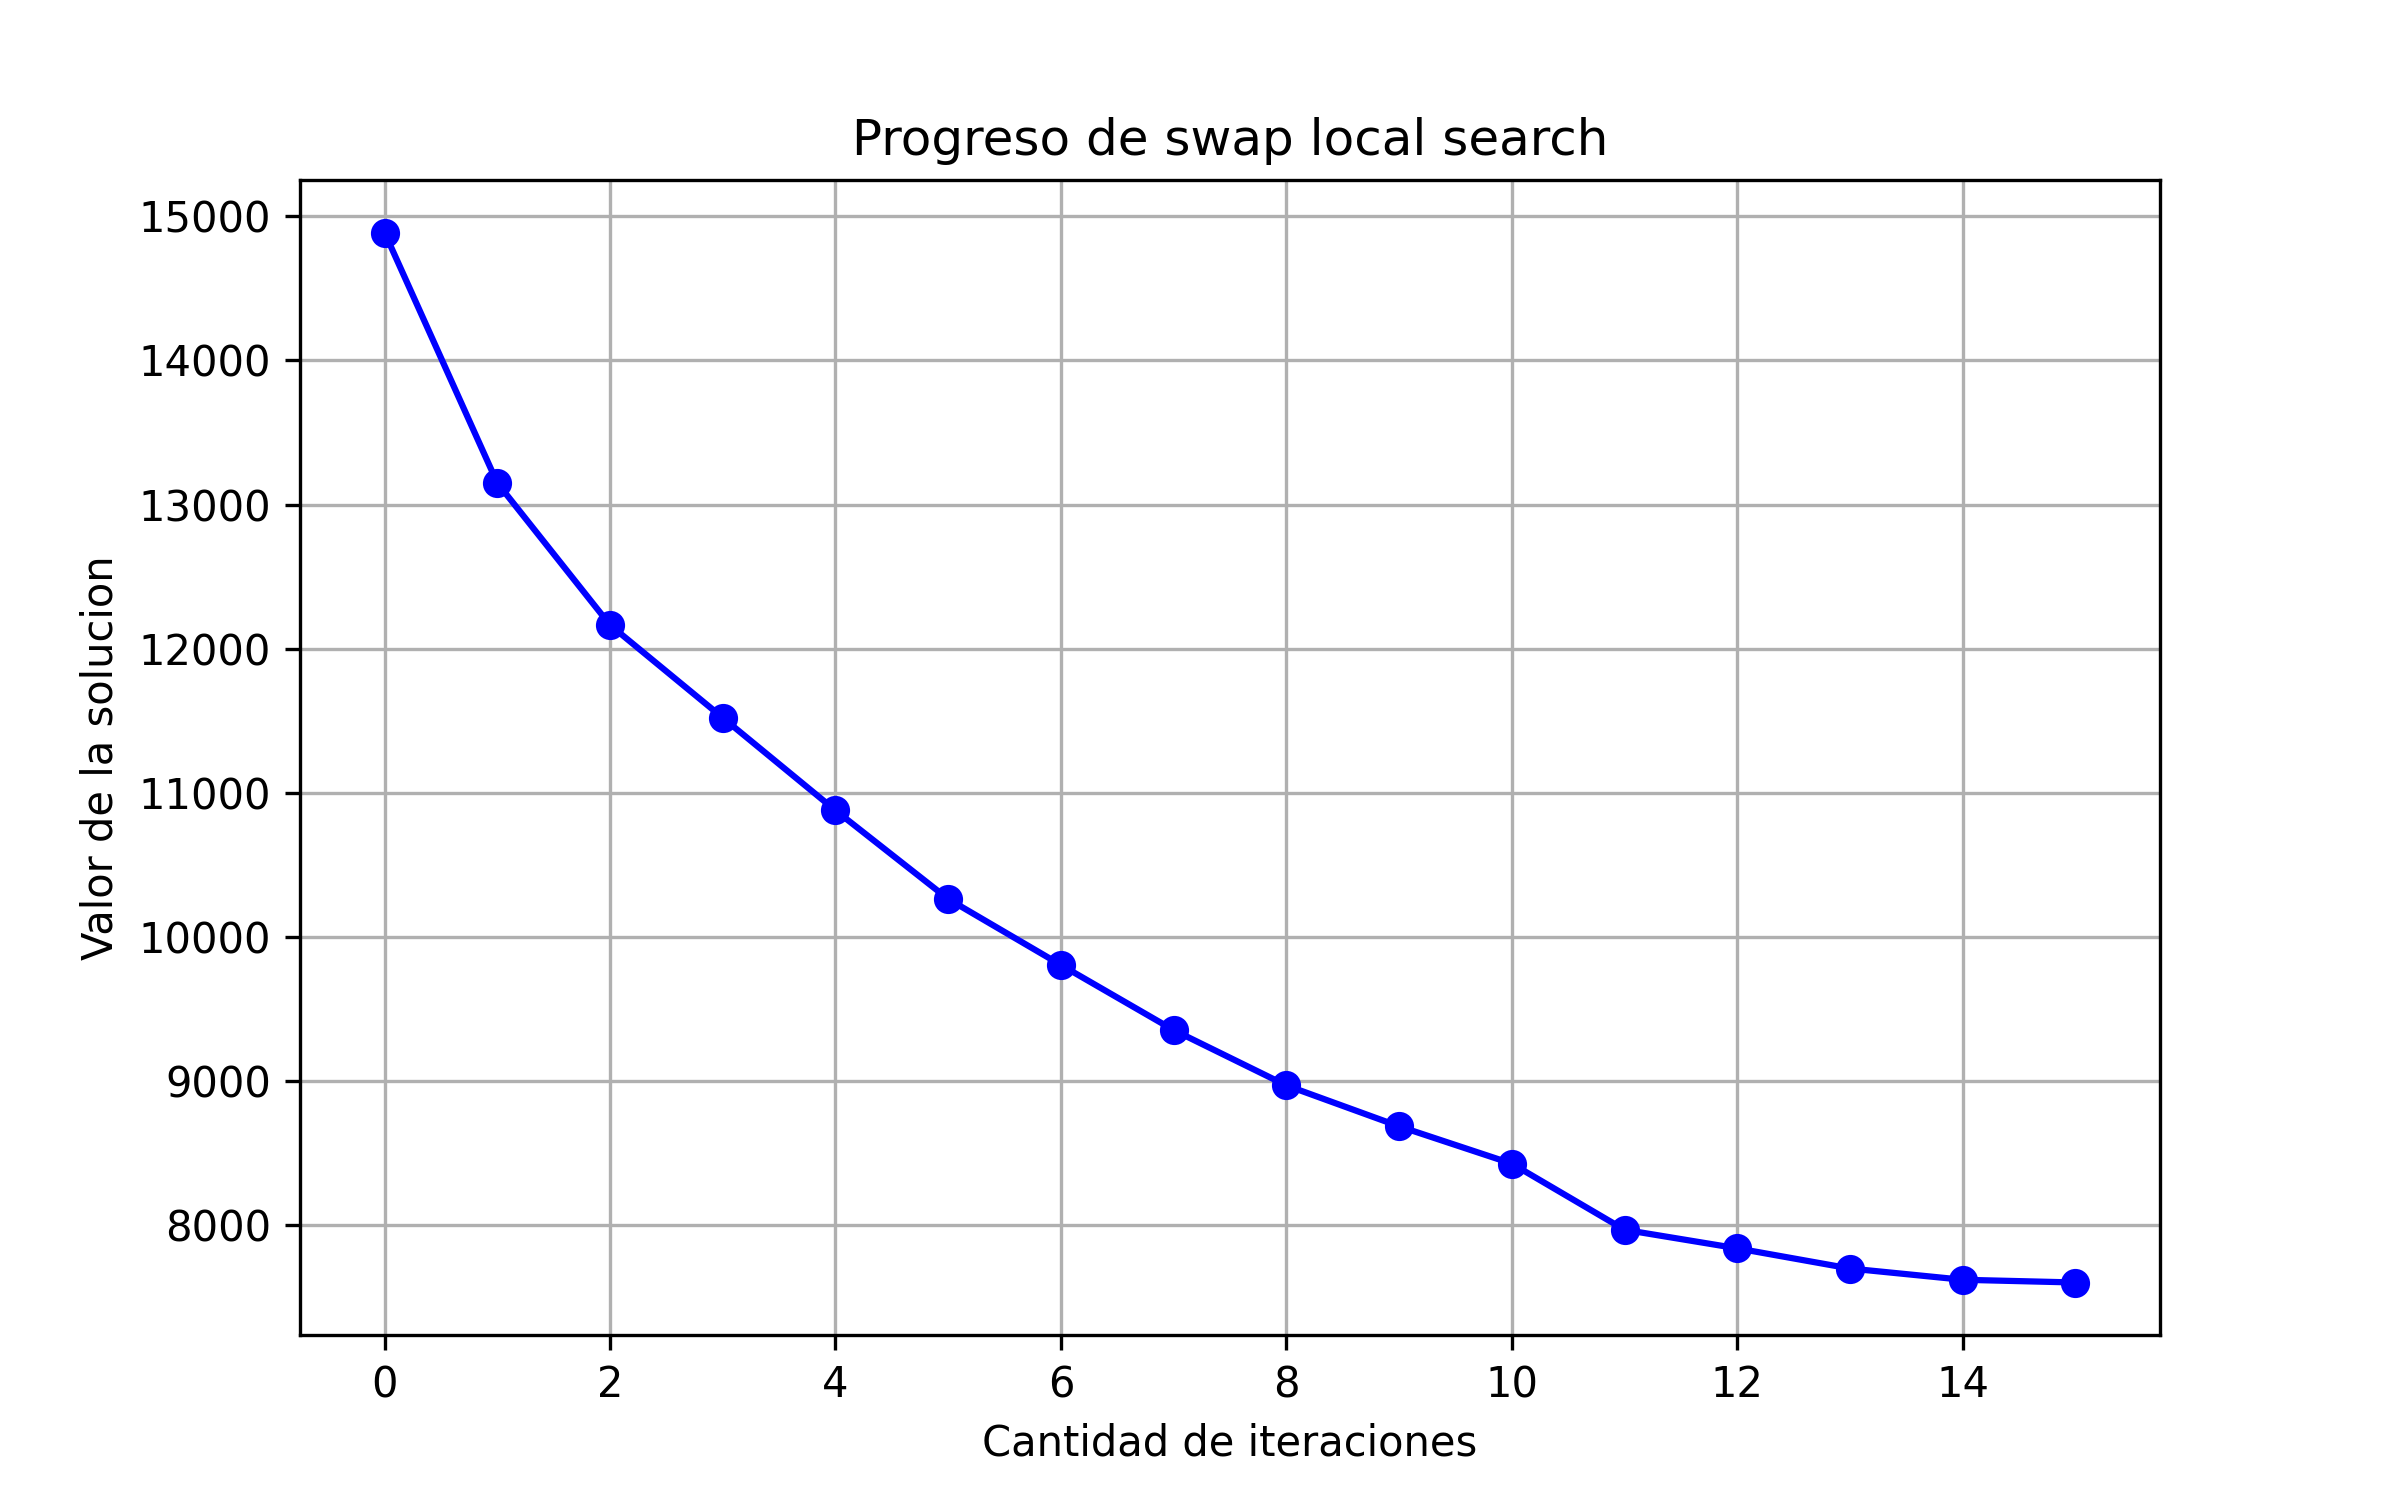 Progreso de swap local search
15000
14000
13000
12000
11000
10000
9000
8000
Valor de la solucion
0 2 4 6 8 10 12 14
Cantidad de iteraciones